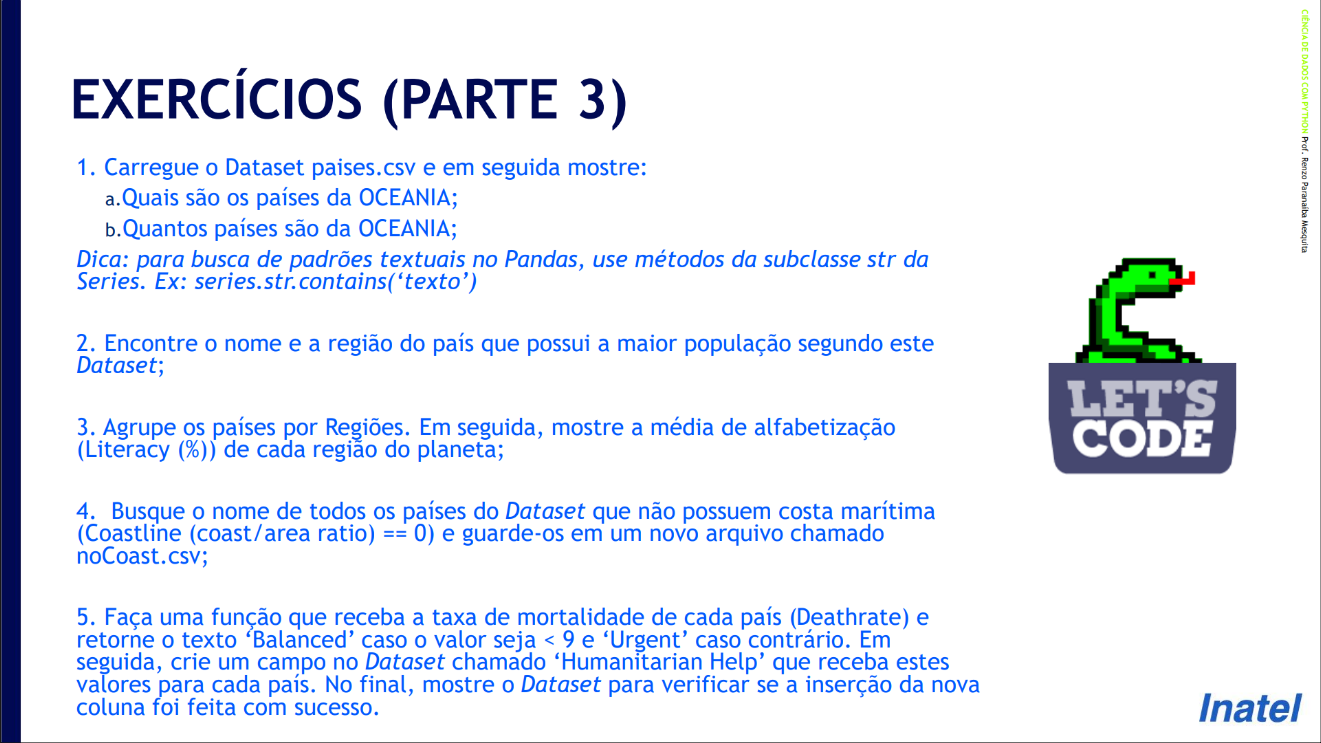 CIÊNCIA DE DADOS COM PYTHON Prof. Renzo Paranaíba Mesquita
EXERCÍCIOS (PARTE 3)
1. Carregue o Dataset paises.csv e em seguida mostre:
a.Quais são os países da OCEANIA;
b.Quantos países são da OCEANIA;
Dica: para busca de padrões textuais no Pandas, use métodos da subclasse str da
Series. Ex: series.str.contains(‘texto’)
2. Encontre o nome e a região do país que possui a maior população segundo este
Dataset;
3. Agrupe os países por Regiões. Em seguida, mostre a média de alfabetização
(Literacy (%)) de cada região do planeta;
4. Busque o nome de todos os países do Dataset que não possuem costa marítima
(Coastline (coast/area ratio) == 0) e guarde-os em um novo arquivo chamado
noCoast.csv;
5. Faça uma função que receba a taxa de mortalidade de cada país (Deathrate) e
retorne o texto ‘Balanced’ caso o valor seja < 9 e ‘Urgent’ caso contrário. Em
seguida, crie um campo no Dataset chamado ‘Humanitarian Help’ que receba estes
valores para cada país. No final, mostre o Dataset para verificar se a inserção da nova
coluna foi feita com sucesso.
LET'S
CODE
Inatel